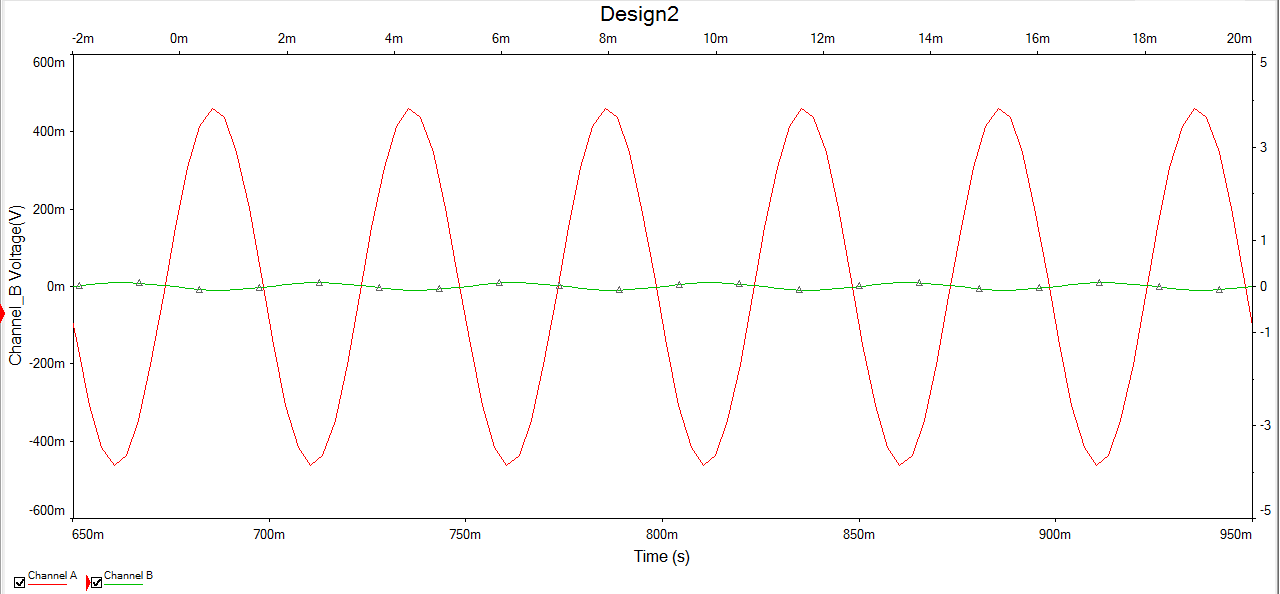 Design2
-2m 0m 2m 4m 6m 8m 10m 12m 14m 16m 18m 20m
600m
400m
200m
0m
-200m
-400m
-600m
Channel_B Voltage(V)
5
3
1
0
-1
-3
-5
650m 700m 750m 800m 850m 900m 950m
Time (s)
Channel A Channel B